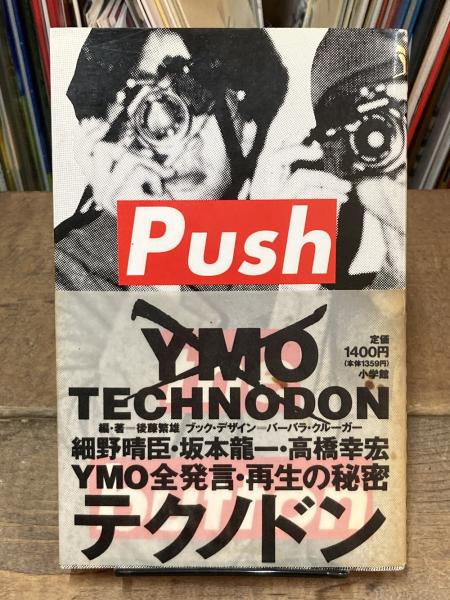 Push
YMO
定価
1400円
(本体1359円)
小学館
TECHNODON
編・著=後藤繁雄 ブック・デザイン=バーバラ・クルーガー
細野晴臣・坂本龍一・高橋幸宏
YMO全発言・再生の秘密
テクノドン